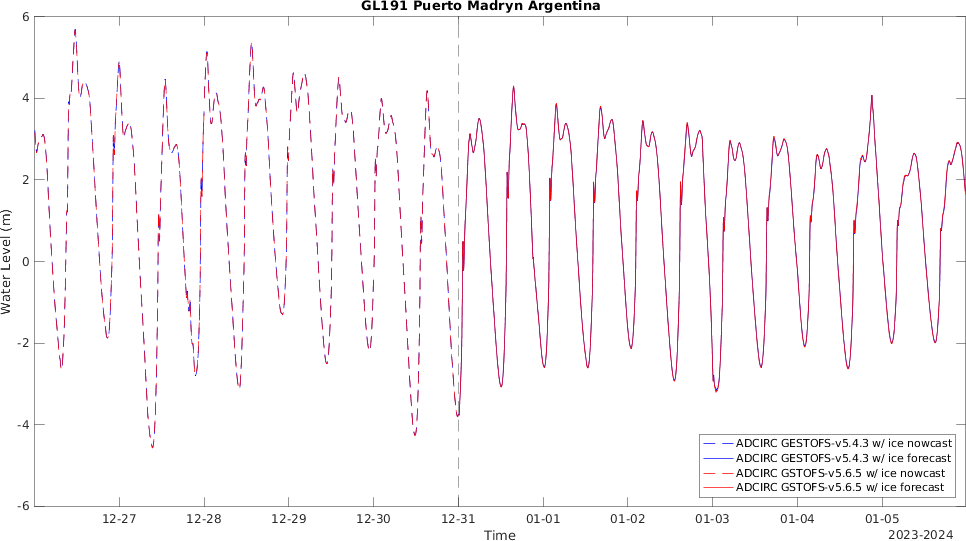 GL191 Puerto Madryn Argentina
6
4
2
0
-2
-4
-6
Water Level (m)
12-27
12-28
12-29
12-30
12-31
01-01
01-02
01-03
01-04
01-05
Time
2023-2024
ADCIRC GESTOFS-v5.4.3 w/ ice nowcast
ADCIRC GESTOFS-v5.4.3 w/ ice forecast
ADCIRC GSTOFS-v5.6.5 w/ ice nowcast
ADCIRC GSTOFS-v5.6.5 w/ ice forecast